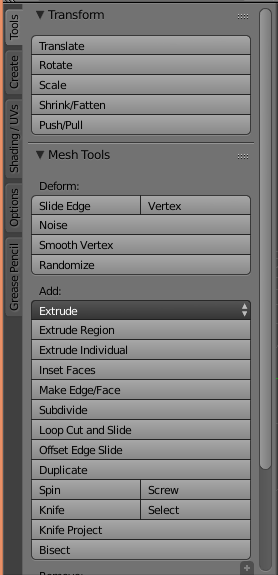 Tools
Create
Shading / UVs
Options
Grease Pencil
Transform
Translate
Rotate
Scale
Shrink/Fatten
Push/Pull
Mesh Tools
Deform:
Slide Edge Vertex
Noise
Smooth Vertex
Randomize
Add:
Extrude
Extrude Region
Extrude Individual
Inset Faces
Make Edge/Face
Subdivide
Loop Cut and Slide
Offset Edge Slide
Duplicate
Spin Screw
Knife Select
Knife Project
Bisect